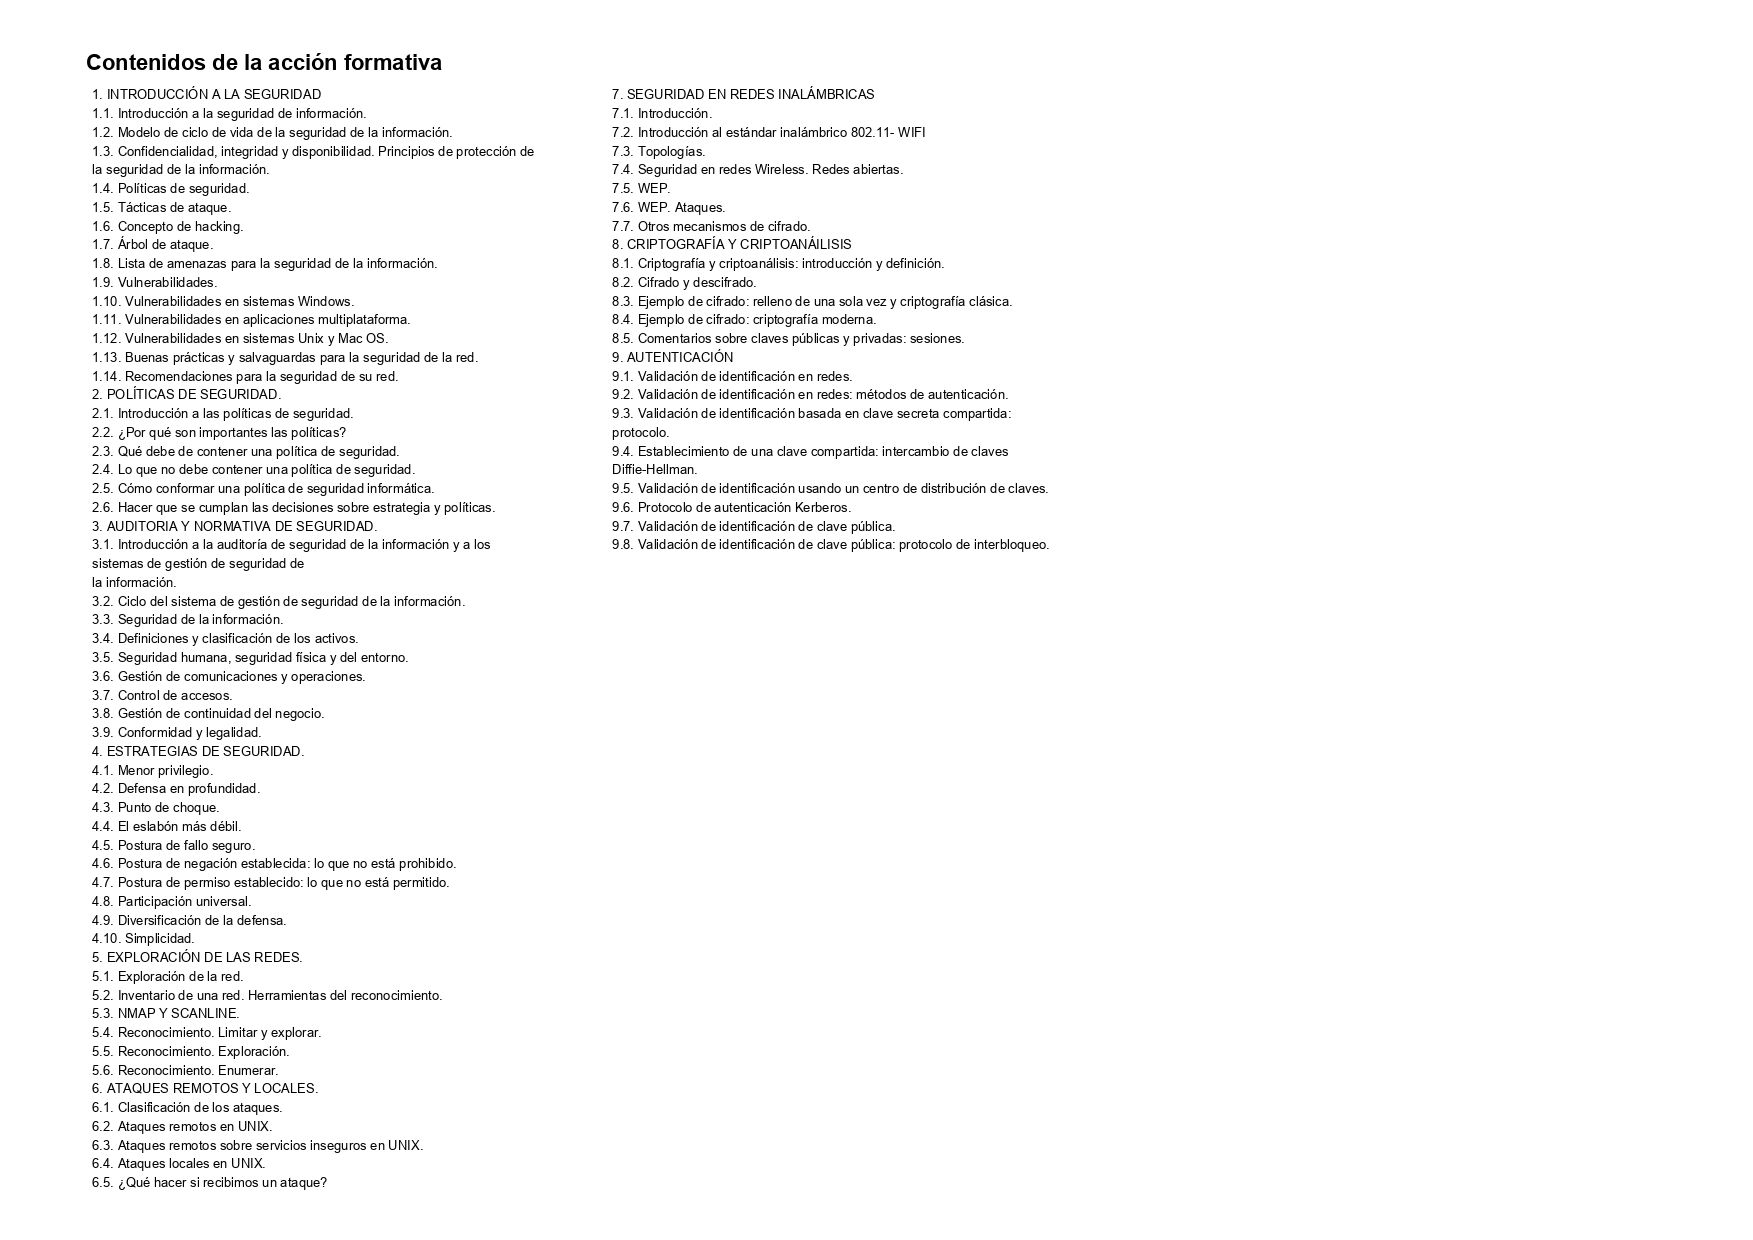 Contenidos de la acción formativa
1. INTRODUCCIÓN A LA SEGURIDAD
1.1. Introducción a la seguridad de información.
1.2. Modelo de ciclo de vida de la seguridad de la información.
1.3. Confidencialidad, integridad y disponibilidad. Principios de protección de
la seguridad de la información.
1.4. Políticas de seguridad.
1.5. Tácticas de ataque.
1.6. Concepto de hacking.
1.7. Árbol de ataque.
1.8. Lista de amenazas para la seguridad de la información.
1.9. Vulnerabilidades.
1.10. Vulnerabilidades en sistemas Windows.
1.11. Vulnerabilidades en aplicaciones multiplataforma.
1.12. Vulnerabilidades en sistemas Unix y Mac OS.
1.13. Buenas prácticas y salvaguardas para la seguridad de la red.
1.14. Recomendaciones para la seguridad de su red.
2. POLÍTICAS DE SEGURIDAD.
2.1. Introducción a las políticas de seguridad.
2.2. ¿Por qué son importantes las políticas?
2.3. Qué debe de contener una política de seguridad.
2.4. Lo que no debe contener una política de seguridad.
2.5. Cómo conformar una política de seguridad informática.
2.6. Hacer que se cumplan las decisiones sobre estrategia y políticas.
3. AUDITORIA Y NORMATIVA DE SEGURIDAD.
3.1. Introducción a la auditoría de seguridad de la información y a los
sistemas de gestión de seguridad de
la información.
3.2. Ciclo del sistema de gestión de seguridad de la información.
3.3. Seguridad de la información.
3.4. Definiciones y clasificación de los activos.
3.5. Seguridad humana, seguridad física y del entorno.
3.6. Gestión de comunicaciones y operaciones.
3.7. Control de accesos.
3.8. Gestión de continuidad del negocio.
3.9. Conformidad y legalidad.
4. ESTRATEGIAS DE SEGURIDAD.
4.1. Menor privilegio.
4.2. Defensa en profundidad.
4.3. Punto de choque.
4.4. El eslabón más débil.
4.5. Postura de fallo seguro.
4.6. Postura de negación establecida: lo que no está prohibido.
4.7. Postura de permiso establecido: lo que no está permitido.
4.8. Participación universal.
4.9. Diversificación de la defensa.
4.10. Simplicidad.
5. EXPLORACIÓN DE LAS REDES.
5.1. Exploración de la red.
5.2. Inventario de una red. Herramientas del reconocimiento.
5.3. NMAP Y SCANLINE.
5.4. Reconocimiento. Limitar y explorar.
5.5. Reconocimiento. Exploración.
5.6. Reconocimiento. Enumerar.
6. ATAQUES REMOTOS Y LOCALES.
6.1. Clasificación de los ataques.
6.2. Ataques remotos en UNIX.
6.3. Ataques remotos sobre servicios inseguros en UNIX.
6.4. Ataques locales en UNIX.
6.5. ¿Qué hacer si recibimos un ataque?
7. SEGURIDAD EN REDES INALÁMBRICAS
7.1. Introducción.
7.2. Introducción al estándar inalámbrico 802.11- WIFI
7.3. Topologías.
7.4. Seguridad en redes Wireless. Redes abiertas.
7.5. WEP.
7.6. WEP. Ataques.
7.7. Otros mecanismos de cifrado.
8. CRIPTOGRAFÍA Y CRIPTOANÁILISIS
8.1. Criptografía y criptoanálisis: introducción y definición.
8.2. Cifrado y descifrado.
8.3. Ejemplo de cifrado: relleno de una sola vez y criptografía clásica.
8.4. Ejemplo de cifrado: criptografía moderna.
8.5. Comentarios sobre claves públicas y privadas: sesiones.
9. AUTENTICACIÓN
9.1. Validación de identificación en redes.
9.2. Validación de identificación en redes: métodos de autenticación.
9.3. Validación de identificación basada en clave secreta compartida:
protocolo.
9.4. Establecimiento de una clave compartida: intercambio de claves
Diffie-Hellman.
9.5. Validación de identificación usando un centro de distribución de claves.
9.6. Protocolo de autenticación Kerberos.
9.7. Validación de identificación de clave pública.
9.8. Validación de identificación de clave pública: protocolo de interbloqueo.